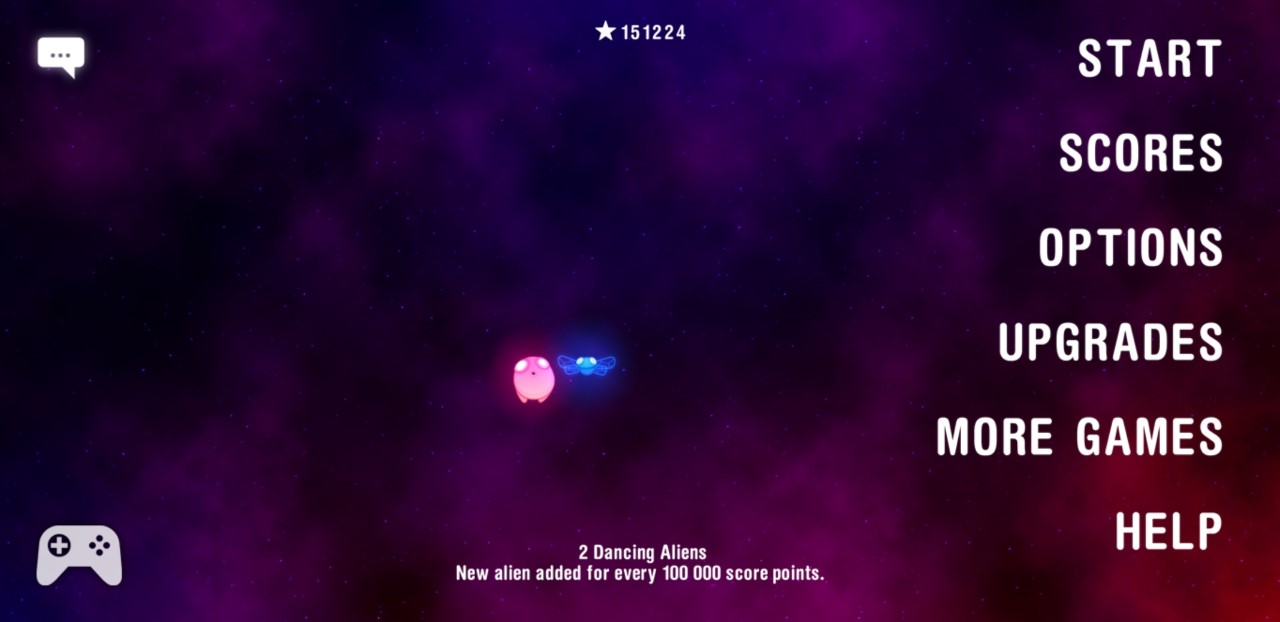 151224
START
SCORES
OPTIONS
UPGRADES
MORE GAMES
HELP
2 Dancing Aliens
New alien added for every 100 000 score points.